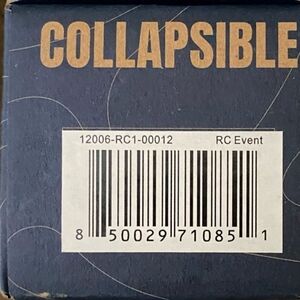 COLLAPSIBLE
12006-RC1-00012 RC Event
8 50029 71085 1